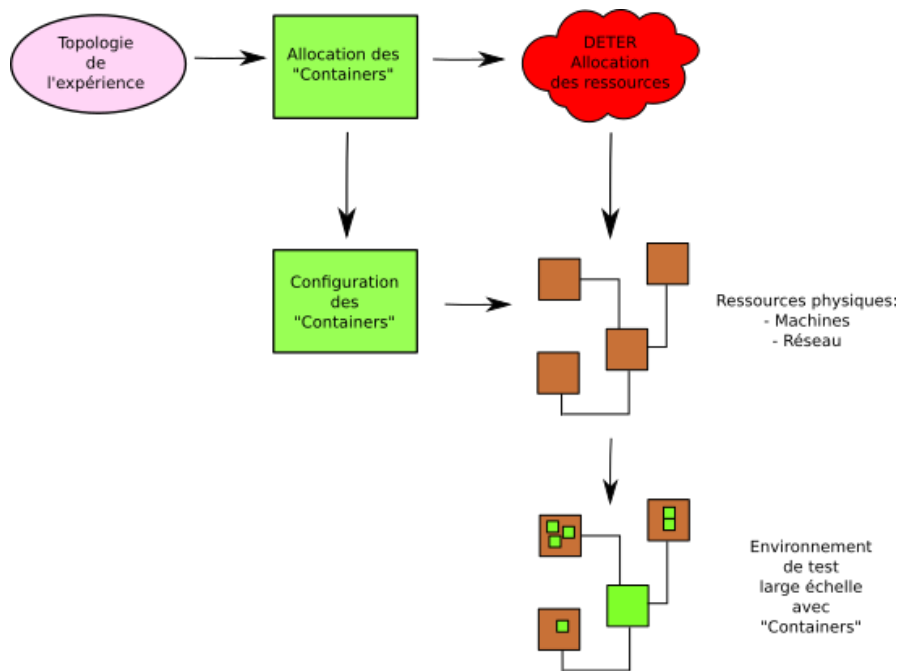 Topologie
de
l'expérience
Allocation des
"Containers"
DETER
Allocation
des ressources
Configuration
des
"Containers"
Ressources physiques:
- Machines
- Réseau
Environnement
de test
large échelle
avec
"Containers"